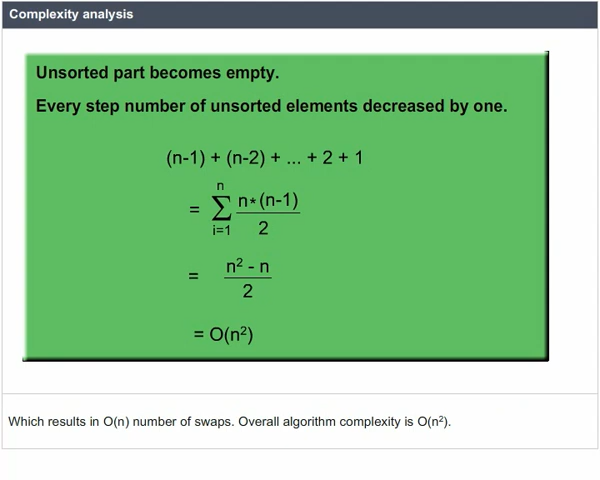 Complexity analysis
Unsorted part becomes empty.
Every step number of unsorted elements decreased by one.
(n-1) + (n-2) + ... + 2 + 1
n
= ∑ n*(n-1)
i=1 2
= n² - n
2
= O(n²)
Which results in O(n) number of swaps. Overall algorithm complexity is O(n²).